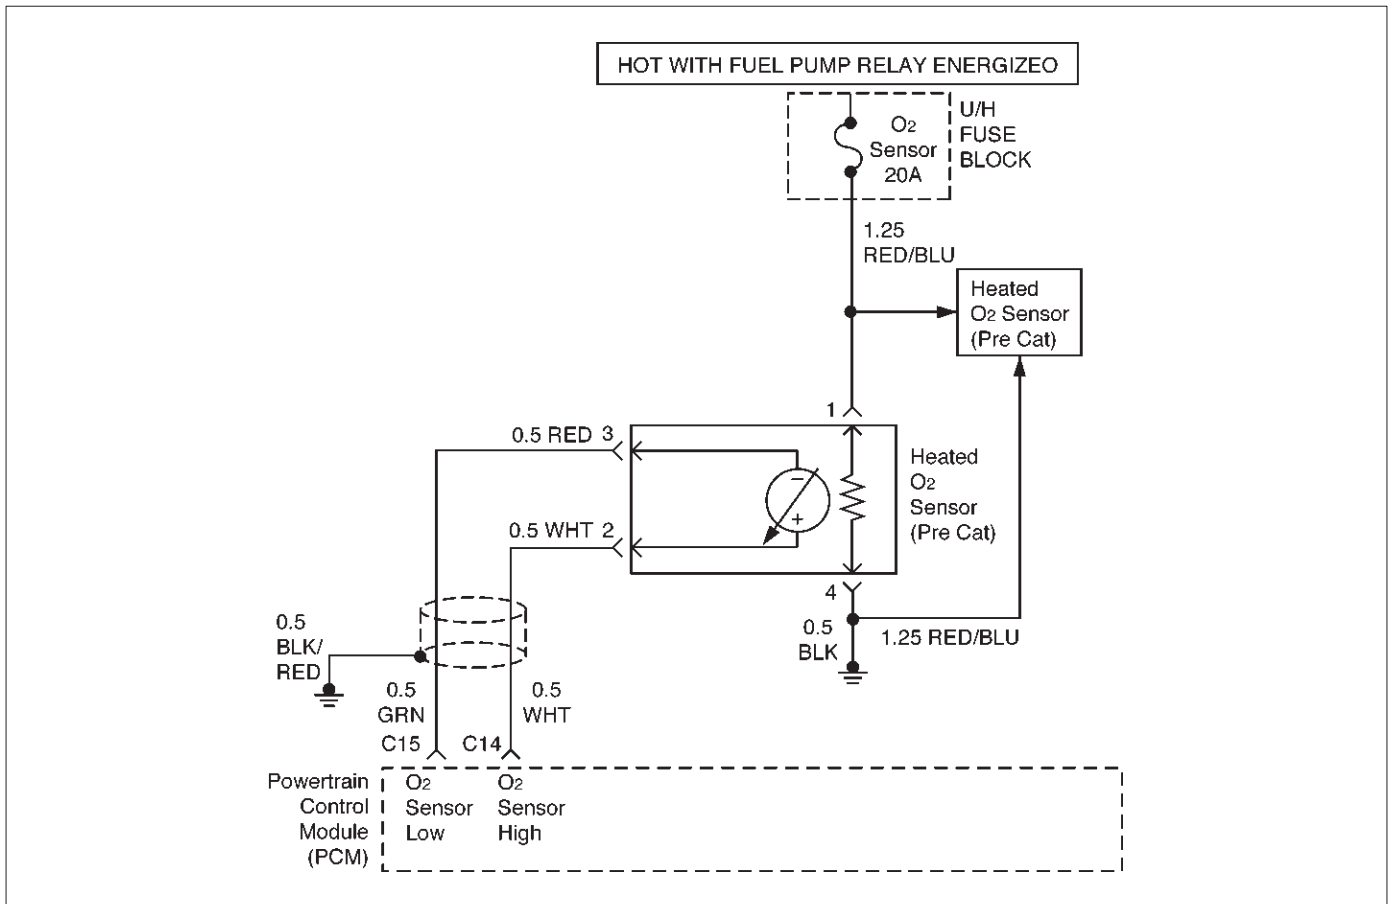 HOT WITH FUEL PUMP RELAY ENERGIZEO
O2
Sensor
20A
U/H
FUSE
BLOCK
1.25
RED/BLU
Heated
O2 Sensor
(Pre Cat)
1
0.5 RED 3
Heated
O2
Sensor
(Pre Cat)
−
+
0.5 WHT 2
4
0.5
BLK
1.25 RED/BLU
0.5
BLK/
RED
0.5
GRN
0.5
WHT
C15
C14
Powertrain
Control
Module
(PCM)
O2
Sensor
Low
O2
Sensor
High